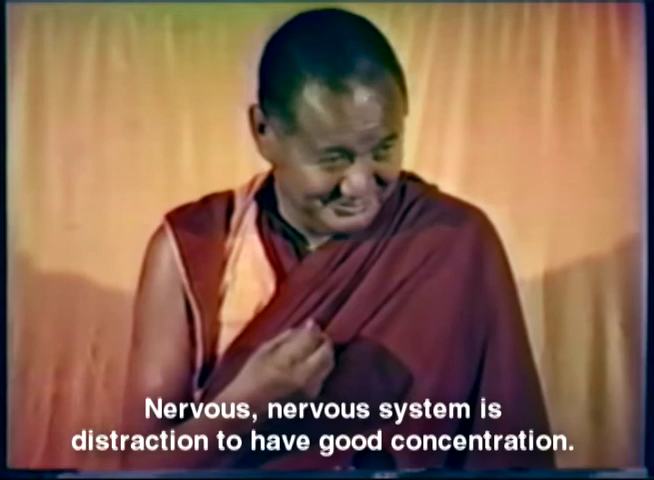 Nervous, nervous system is
distraction to have good concentration.